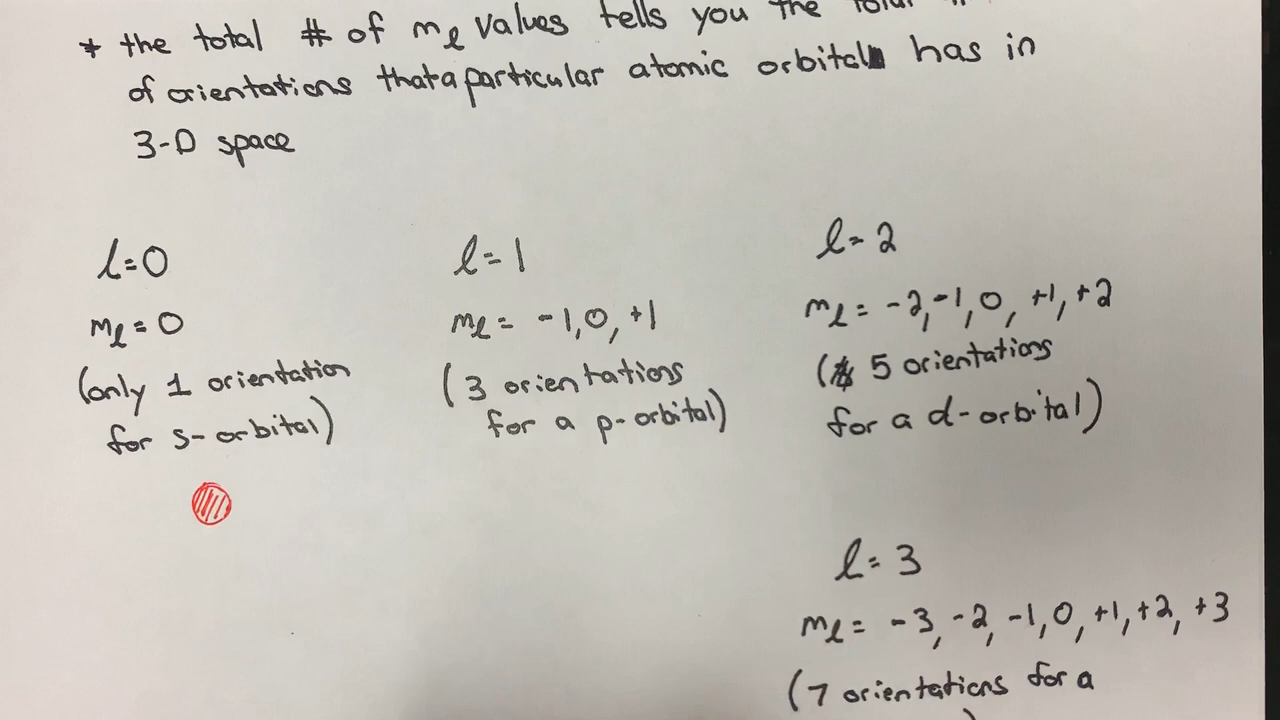 * the total # of mℓ values tells you the total
of orientations that a particular atomic orbital has in
3-D space
ℓ=0
mℓ=0
(only 1 orientation
for s-orbital)
ℓ=1
mℓ= -1,0,+1
(3 orientations
for a p-orbital)
ℓ=2
mℓ= -2,-1,0,+1,+2
(5 orientations
for a d-orbital)
ℓ=3
mℓ= -3,-2,-1,0,+1,+2,+3
(7 orientations for a